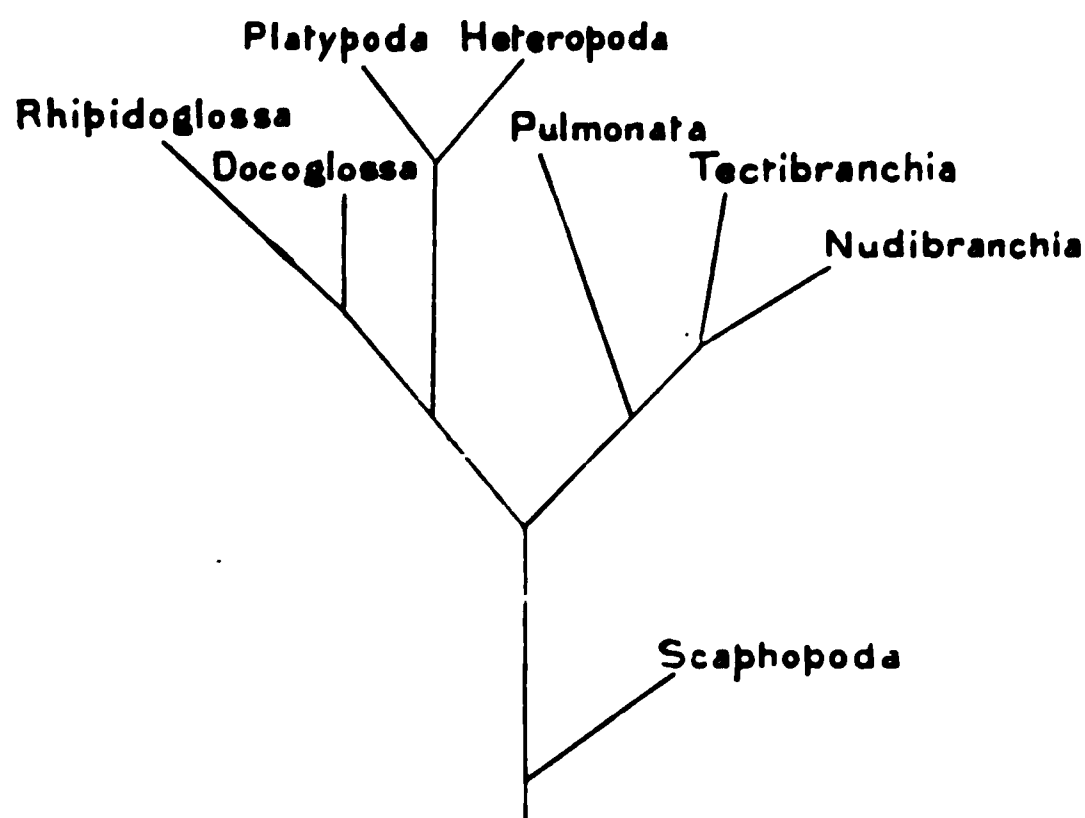 Platypoda Heteropoda
Rhipidoglossa
Pulmonata
Docoglossa
Tectibranchia
Nudibranchia
Scaphopoda